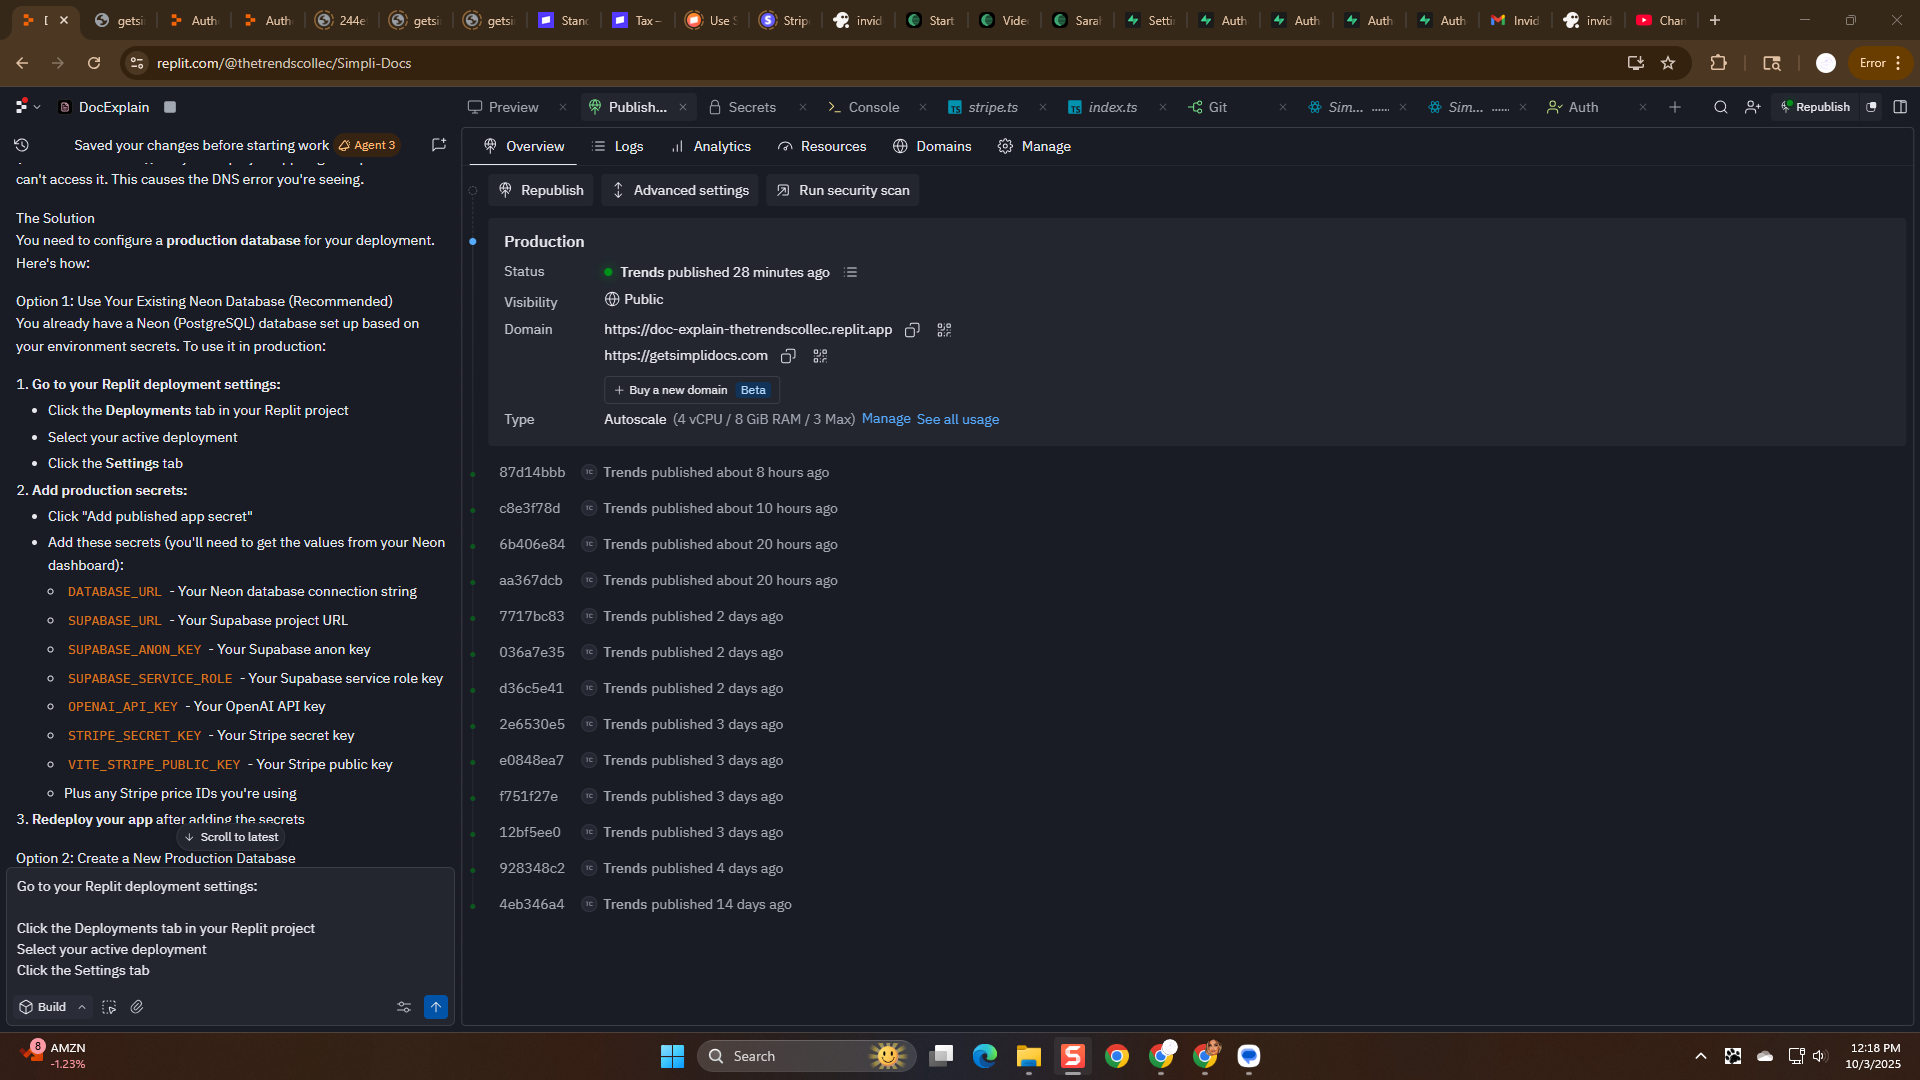 getsi
Auth
Auth
244e
getsi
getsi
Stand
Tax –
Use S
Strip
invid
Start
Vide
Sarah
Setti
Auth
Auth
Auth
Auth
Invid
invid
Chan
replit.com/@thetrendscollec/Simpli-Docs
Error
DocExplain
Preview
Publish...
Secrets
Console
stripe.ts
index.ts
Git
Sim... ......
Sim... ......
Auth
Republish
Saved your changes before starting work
Agent 3
Overview
Logs
Analytics
Resources
Domains
Manage
can't access it. This causes the DNS error you're seeing.
The Solution
You need to configure a production database for your deployment.
Here's how:
Option 1: Use Your Existing Neon Database (Recommended)
You already have a Neon (PostgreSQL) database set up based on
your environment secrets. To use it in production:
1. Go to your Replit deployment settings:
• Click the Deployments tab in your Replit project
• Select your active deployment
• Click the Settings tab
2. Add production secrets:
• Click "Add published app secret"
• Add these secrets (you'll need to get the values from your Neon
dashboard):
DATABASE_URL - Your Neon database connection string
SUPABASE_URL - Your Supabase project URL
SUPABASE_ANON_KEY - Your Supabase anon key
SUPABASE_SERVICE_ROLE - Your Supabase service role key
OPENAI_API_KEY - Your OpenAI API key
STRIPE_SECRET_KEY - Your Stripe secret key
VITE_STRIPE_PUBLIC_KEY - Your Stripe public key
Plus any Stripe price IDs you're using
3. Redeploy your app after adding the secrets
Scroll to latest
Option 2: Create a New Production Database
Go to your Replit deployment settings:
Click the Deployments tab in your Replit project
Select your active deployment
Click the Settings tab
Build
Republish
Advanced settings
Run security scan
Production
Status
Trends published 28 minutes ago
Visibility
Public
Domain
https://doc-explain-thetrendscollec.replit.app
https://getsimplidocs.com
+ Buy a new domain Beta
Type
Autoscale (4 vCPU / 8 GiB RAM / 3 Max) Manage See all usage
87d14bbb TC Trends published about 8 hours ago
c8e3f78d TC Trends published about 10 hours ago
6b406e84 TC Trends published about 20 hours ago
aa367dcb TC Trends published about 20 hours ago
7717bc83 TC Trends published 2 days ago
036a7e35 TC Trends published 2 days ago
d36c5e41 TC Trends published 2 days ago
2e6530e5 TC Trends published 3 days ago
e0848ea7 TC Trends published 3 days ago
f751f27e TC Trends published 3 days ago
12bf5ee0 TC Trends published 3 days ago
928348c2 TC Trends published 4 days ago
4eb346a4 TC Trends published 14 days ago
8
AMZN
-1.23%
Search
12:18 PM
10/3/2025